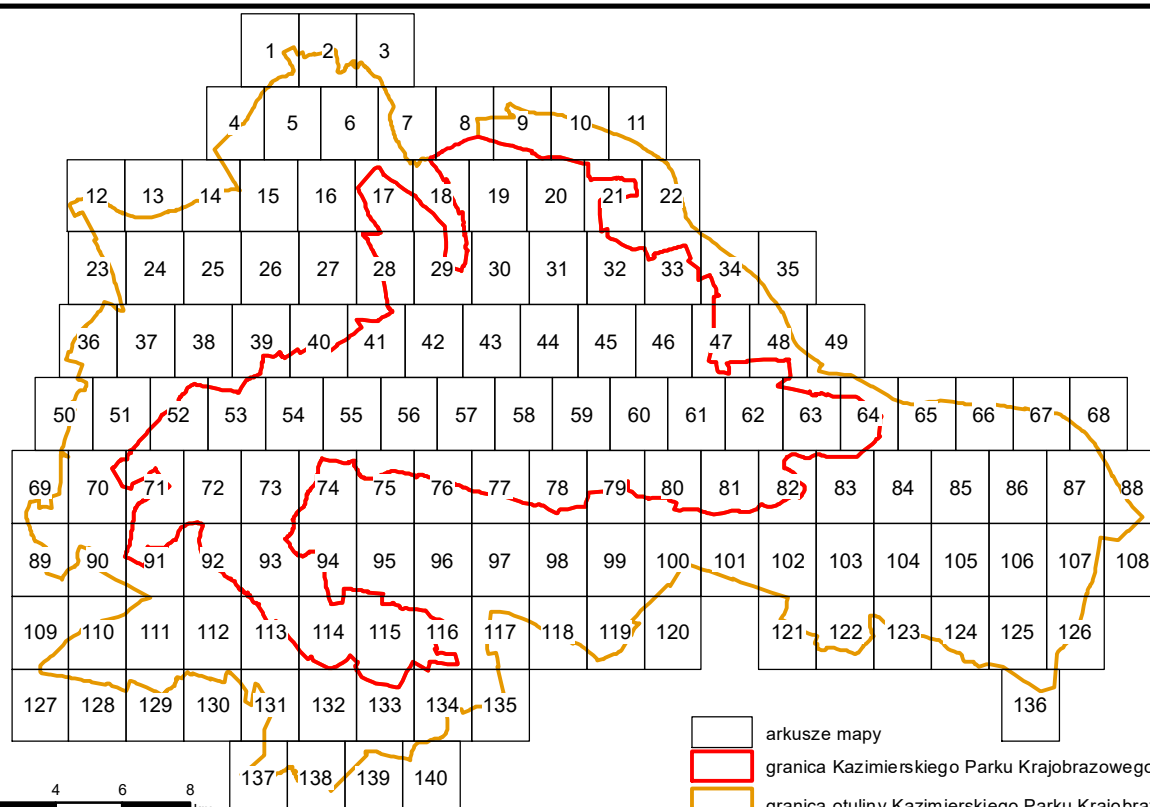 1 2 3
4 5 6 7 8 9 10 11
12 13 14 15 16 17 18 19 20 21 22
23 24 25 26 27 28 29 30 31 32 33 34 35
36 37 38 39 40 41 42 43 44 45 46 47 48 49
50 51 52 53 54 55 56 57 58 59 60 61 62 63 64 65 66 67 68
69 70 71 72 73 74 75 76 77 78 79 80 81 82 83 84 85 86 87 88
89 90 91 92 93 94 95 96 97 98 99 100 101 102 103 104 105 106 107 108
109 110 111 112 113 114 115 116 117 118 119 120 121 122 123 124 125 126
127 128 129 130 131 132 133 134 135 136
arkusze mapy
137 138 139 140
granica Kazimierskiego Parku Krajobrazowego
4 6 8
granica otuliny Kazimierskiego Parku